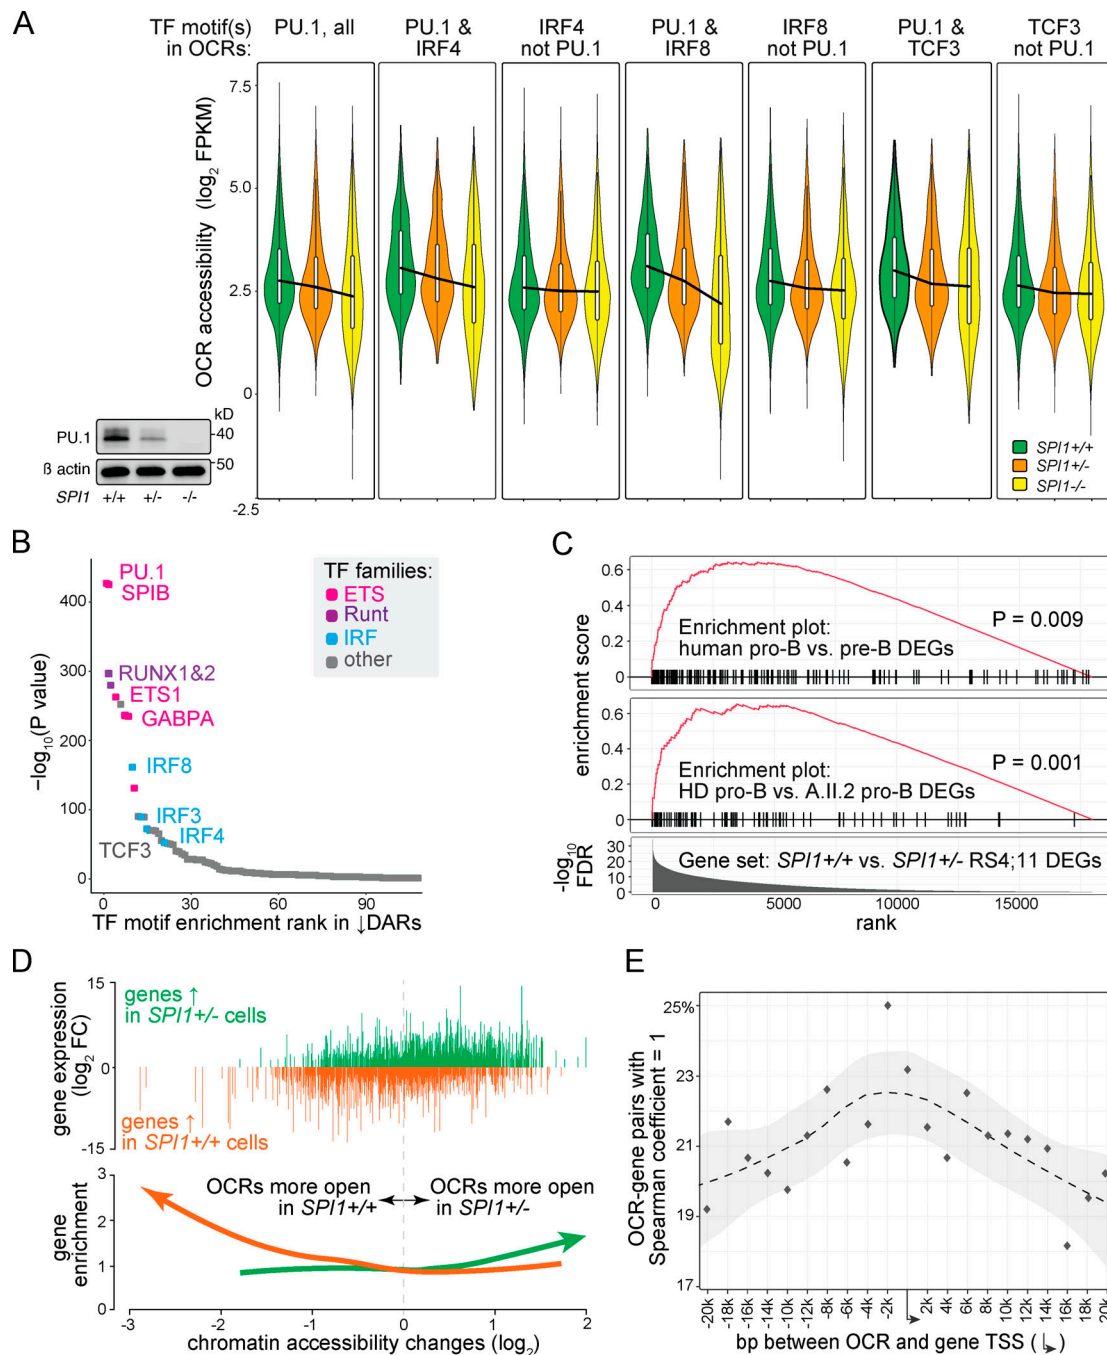 A
TF motif(s)
in OCRs:
PU.1, all
PU.1 &
IRF4
IRF4
not PU.1
PU.1 &
IRF8
IRF8
not PU.1
PU.1 &
TCF3
TCF3
not PU.1
OCR accessibility (log2 FPKM)
7.5
5.0
2.5
0
-2.5
kD
PU.1
40
ß actin
50
SPI1 +/+ +/- -/-
SPI1+/+
SPI1+/-
SPI1-/-
B
−log10(P value)
400
300
200
100
0
PU.1
SPIB
RUNX1&2
ETS1
GABPA
IRF8
IRF3
IRF4
TCF3
TF families:
ETS
Runt
IRF
other
0 30 60 90
TF motif enrichment rank in ↓DARs
C
enrichment score
0.6
0.4
0.2
0
P = 0.009
Enrichment plot:
human pro-B vs. pre-B DEGs
0.6
0.4
0.2
0
P = 0.001
Enrichment plot:
HD pro-B vs. A.II.2 pro-B DEGs
-log10
FDR
30
20
10
0
Gene set: SPI1+/+ vs. SPI1+/- RS4;11 DEGs
0 5000 10000 15000
rank
D
gene expression
(log2 FC)
15
0
-15
genes ↑
in SPI1+/- cells
genes ↑
in SPI1+/+ cells
gene
enrichment
3
2
1
0
OCRs more open
in SPI1+/+
OCRs more open
in SPI1+/-
-3 -2 -1 0 1 2
chromatin accessibility changes (log2)
E
OCR-gene pairs with
Spearman coefficient = 1
25%
23
21
19
17
-20k -18k -16k -14k -10k -12k -8k -6k -4k -2k 2k 4k 6k 8k 10k 12k 14k 16k 18k 20k
bp between OCR and gene TSS ( )